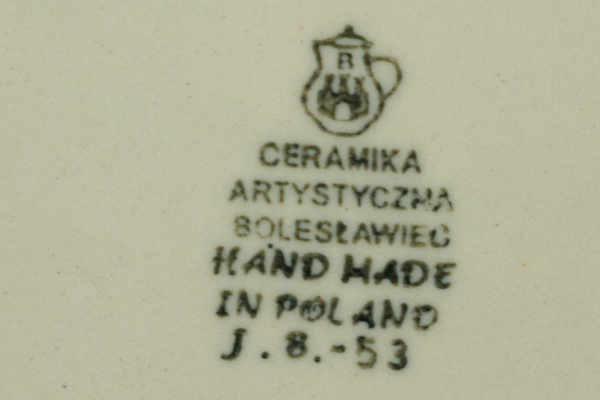 B
CERAMIKA
ARTYSTYCZNA
BOLESŁAWIEC
HAND MADE
IN POLAND
J.8.-53